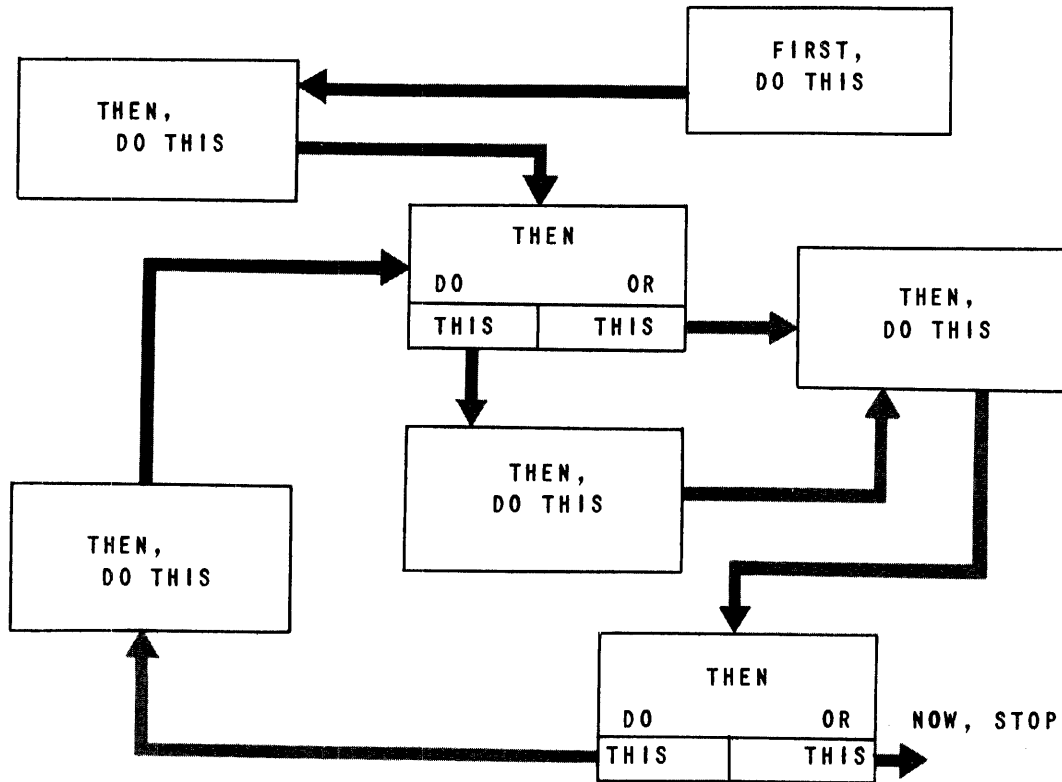 FIRST,
DO THIS
THEN,
DO THIS
THEN
DO OR
THIS THIS
THEN,
DO THIS
THEN,
DO THIS
THEN,
DO THIS
THEN
DO OR
THIS THIS
NOW, STOP